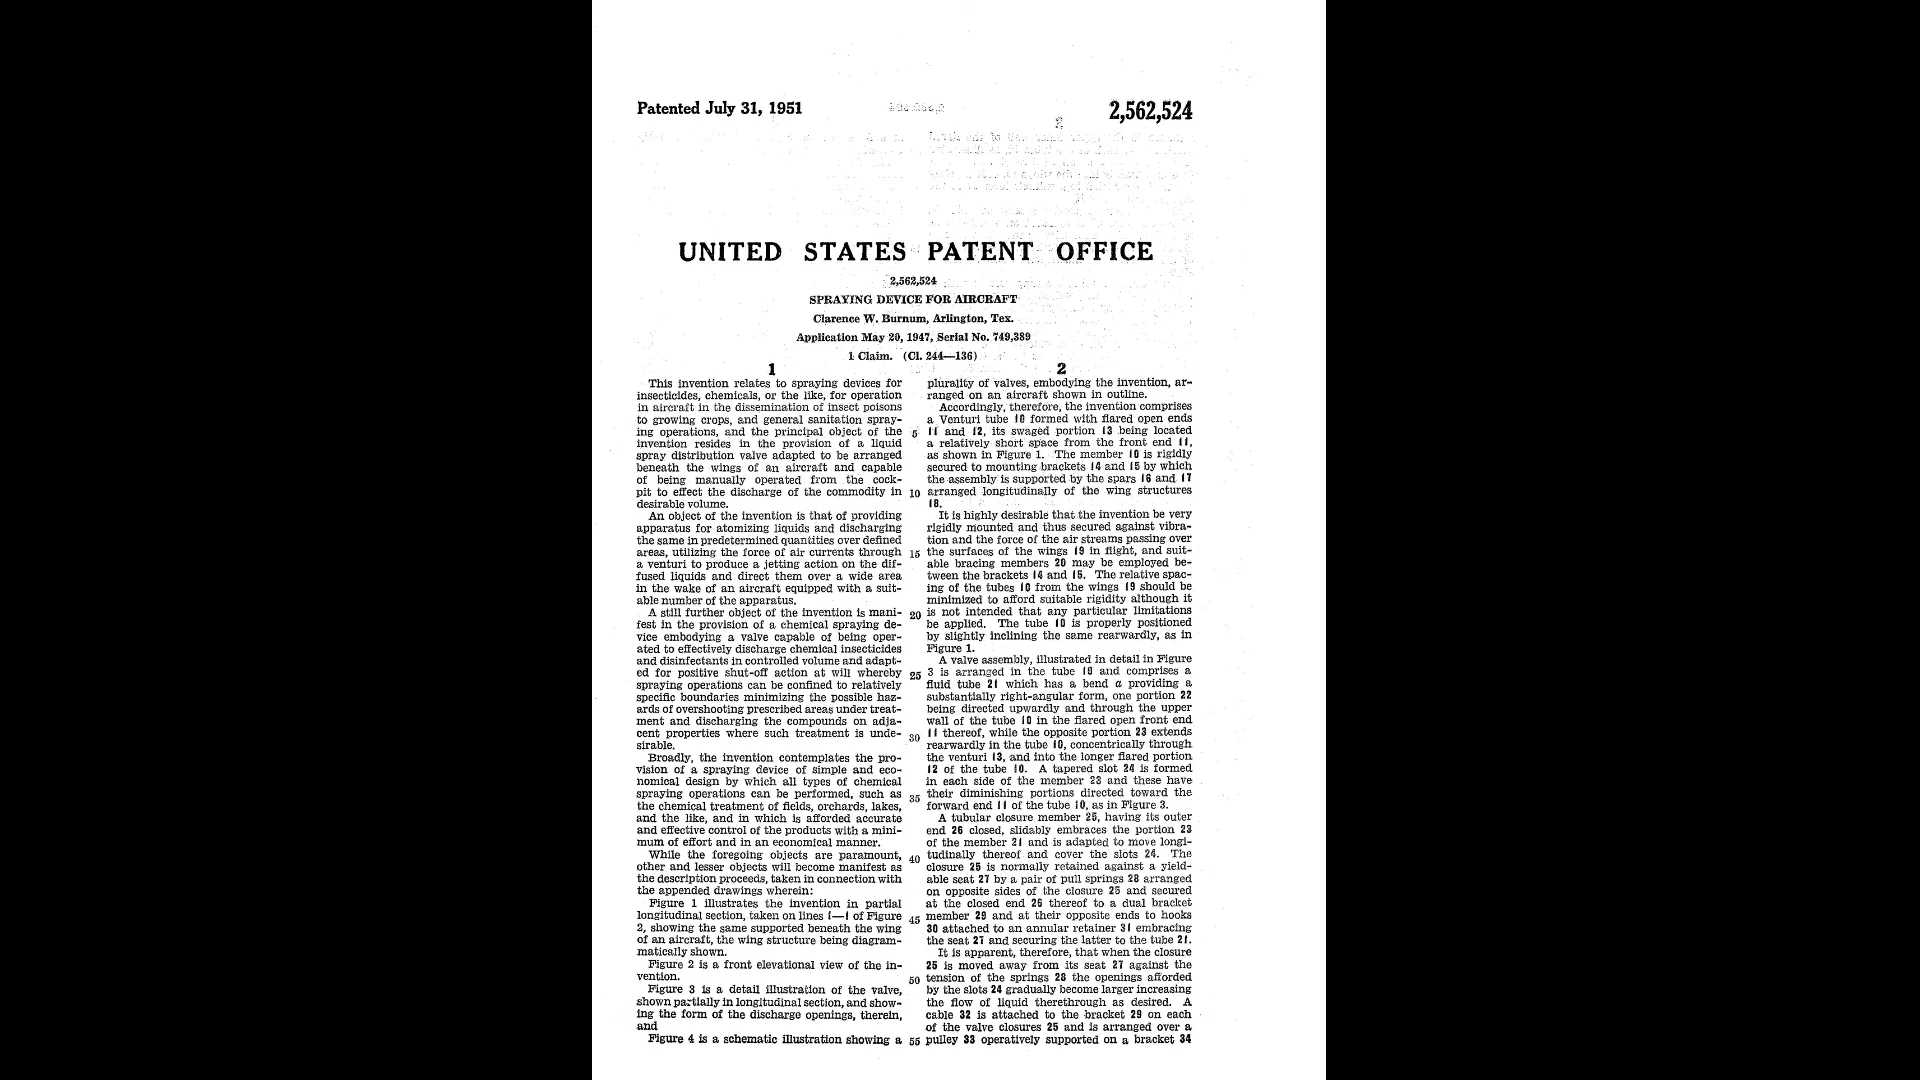 Patented July 31, 1951
2,562,524
UNITED STATES PATENT OFFICE
2,562,524
SPRAYING DEVICE FOR AIRCRAFT
Clarence W. Burnum, Arlington, Tex.
Application May 20, 1947, Serial No. 749,389
1 Claim. (Cl. 244—136)
1
This invention relates to spraying devices for
insecticides, chemicals, or the like, for operation
in aircraft in the dissemination of insect poisons
to growing crops, and general sanitation spray-
ing operations, and the principal object of the
invention resides in the provision of a liquid
spray distribution valve adapted to be arranged
beneath the wings of an aircraft and capable
of being manually operated from the cock-
pit to effect the discharge of the commodity in
desirable volume.
An object of the invention is that of providing
apparatus for atomizing liquids and discharging
the same in predetermined quantities over defined
areas, utilizing the force of air currents through
a venturi to produce a jetting action on the dif-
fused liquids and direct them over a wide area
in the wake of an aircraft equipped with a suit-
able number of the apparatus.
A still further object of the invention is mani-
fest in the provision of a chemical spraying de-
vice embodying a valve capable of being oper-
ated to effectively discharge chemical insecticides
and disinfectants in controlled volume and adapt-
ed for positive shut-off action at will whereby
spraying operations can be confined to relatively
specific boundaries minimizing the possible haz-
ards of overshooting prescribed areas under treat-
ment and discharging the compounds on adja-
cent properties where such treatment is unde-
sirable.
Broadly, the invention contemplates the pro-
vision of a spraying device of simple and eco-
nomical design by which all types of chemical
spraying operations can be performed, such as
the chemical treatment of fields, orchards, lakes,
and the like, and in which is afforded accurate
and effective control of the products with a mini-
mum of effort and in an economical manner.
While the foregoing objects are paramount,
other and lesser objects will become manifest as
the description proceeds, taken in connection with
the appended drawings wherein:
Figure 1 illustrates the invention in partial
longitudinal section, taken on lines 1—1 of Figure
2, showing the same supported beneath the wing
of an aircraft, the wing structure being diagram-
matically shown.
Figure 2 is a front elevational view of the in-
vention.
Figure 3 is a detail illustration of the valve,
shown partially in longitudinal section, and show-
ing the form of the discharge openings, therein,
and
Figure 4 is a schematic illustration showing a
5
10
15
20
25
30
35
40
45
50
55
2
plurality of valves, embodying the invention, ar-
ranged on an aircraft shown in outline.
Accordingly, therefore, the invention comprises
a Venturi tube 10 formed with flared open ends
11 and 12, its swaged portion 13 being located
a relatively short space from the front end 11,
as shown in Figure 1. The member 10 is rigidly
secured to mounting brackets 14 and 15 by which
the assembly is supported by the spars 16 and 17
arranged longitudinally of the wing structures
18.
It is highly desirable that the invention be very
rigidly mounted and thus secured against vibra-
tion and the force of the air streams passing over
the surfaces of the wings 19 in flight, and suit-
able bracing members 20 may be employed be-
tween the brackets 14 and 15. The relative spac-
ing of the tubes 10 from the wings 19 should be
minimized to afford suitable rigidity although it
is not intended that any particular limitations
be applied. The tube 10 is properly positioned
by slightly inclining the same rearwardly, as in
Figure 1.
A valve assembly, illustrated in detail in Figure
3 is arranged in the tube 10 and comprises a
fluid tube 21 which has a bend a providing a
substantially right-angular form, one portion 22
being directed upwardly and through the upper
wall of the tube 10 in the flared open front end
11 thereof, while the opposite portion 23 extends
rearwardly in the tube 10, concentrically through
the venturi 13, and into the longer flared portion
12 of the tube 10. A tapered slot 24 is formed
in each side of the member 23 and these have
their diminishing portions directed toward the
forward end 11 of the tube 10, as in Figure 3.
A tubular closure member 25, having its outer
end 26 closed, slidably embraces the portion 23
of the member 21 and is adapted to move longi-
tudinally thereof and cover the slots 24. The
closure 25 is normally retained against a yield-
able seat 27 by a pair of pull springs 28 arranged
on opposite sides of the closure 25 and secured
at the closed end 26 thereof to a dual bracket
member 29 and at their opposite ends to hooks
30 attached to an annular retainer 31 embracing
the seat 27 and securing the latter to the tube 21.
It is apparent, therefore, that when the closure
25 is moved away from its seat 27 against the
tension of the springs 28 the openings afforded
by the slots 24 gradually become larger increasing
the flow of liquid therethrough as desired. A
cable 32 is attached to the bracket 29 on each
of the valve closures 25 and is arranged over a
pulley 33 operatively supported on a bracket 34